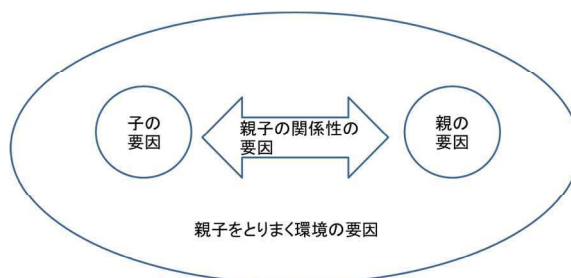 子の
要因
親子の関係性の
要因
親の
要因
親子をとりまく環境の要因